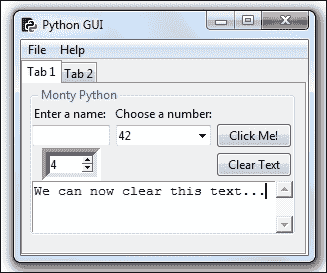 Python GUI
File Help
Tab 1 Tab 2
Monty Python
Enter a name: Choose a number:
42 Click Me!
4 Clear Text
We can now clear this text...